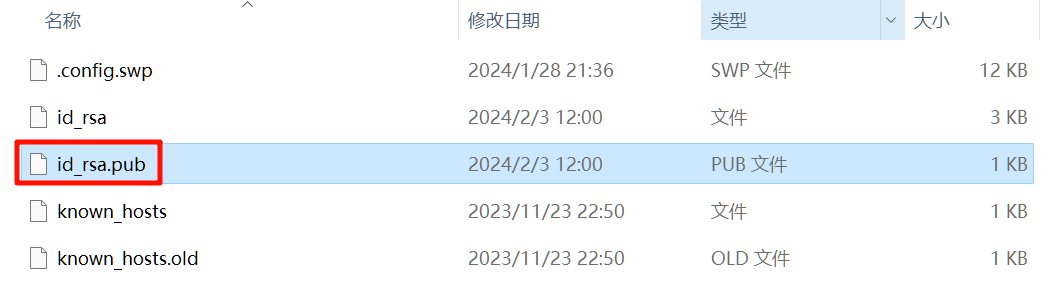 名称 修改日期 类型 大小
.config.swp 2024/1/28 21:36 SWP 文件 12 KB
id_rsa 2024/2/3 12:00 文件 3 KB
id_rsa.pub 2024/2/3 12:00 PUB 文件 1 KB
known_hosts 2023/11/23 22:50 文件 1 KB
known_hosts.old 2023/11/23 22:50 OLD 文件 1 KB